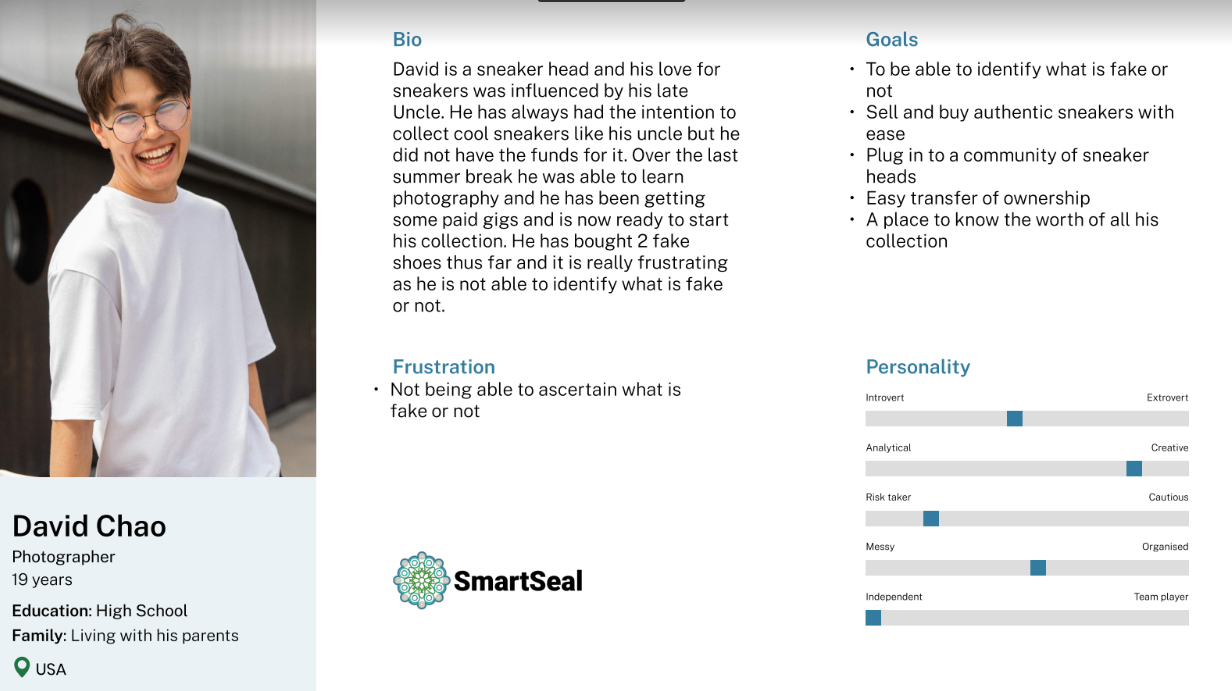 David Chao
Photographer
19 years
Education: High School
Family: Living with his parents
USA
Bio
David is a sneaker head and his love for
sneakers was influenced by his late
Uncle. He has always had the intention to
collect cool sneakers like his uncle but he
did not have the funds for it. Over the last
summer break he was able to learn
photography and he has been getting
some paid gigs and is now ready to start
his collection. He has bought 2 fake
shoes thus far and it is really frustrating
as he is not able to identify what is fake
or not.
Frustration
• Not being able to ascertain what is
fake or not
SmartSeal
Goals
• To be able to identify what is fake or
not
• Sell and buy authentic sneakers with
ease
• Plug in to a community of sneaker
heads
• Easy transfer of ownership
• A place to know the worth of all his
collection
Personality
Introvert Extrovert
Analytical Creative
Risk taker Cautious
Messy Organised
Independent Team player